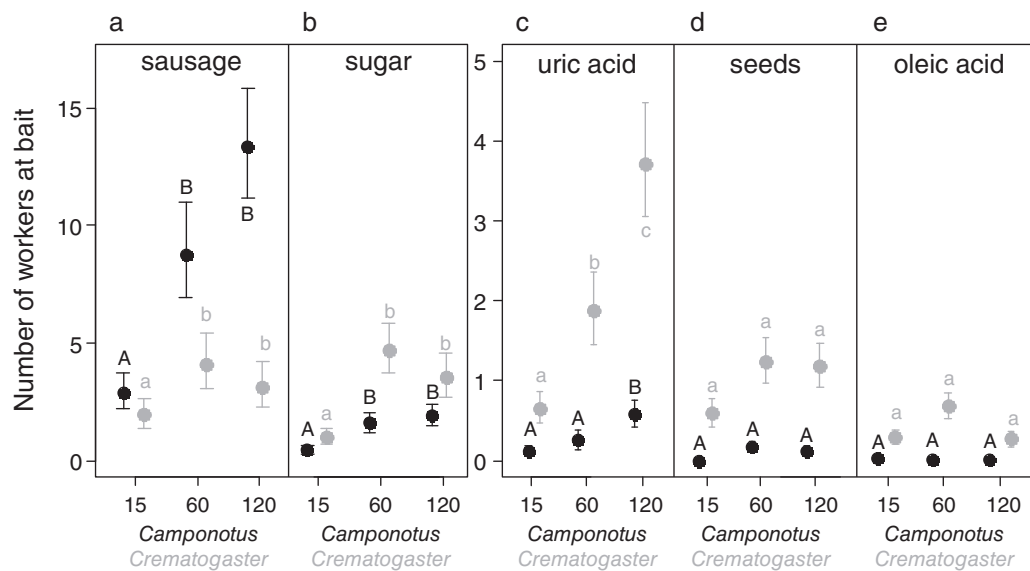 a
b
c
d
e
sausage
sugar
uric acid
seeds
oleic acid
Number of workers at bait
15
10
5
0
5
4
3
2
1
0
A
B
B
a
b
b
A
B
B
a
b
b
A
A
B
a
b
c
A
A
A
a
a
a
A
A
A
a
a
a
15 60 120
15 60 120
15 60 120
15 60 120
15 60 120
Camponotus
Camponotus
Camponotus
Camponotus
Camponotus
Crematogaster
Crematogaster
Crematogaster
Crematogaster
Crematogaster